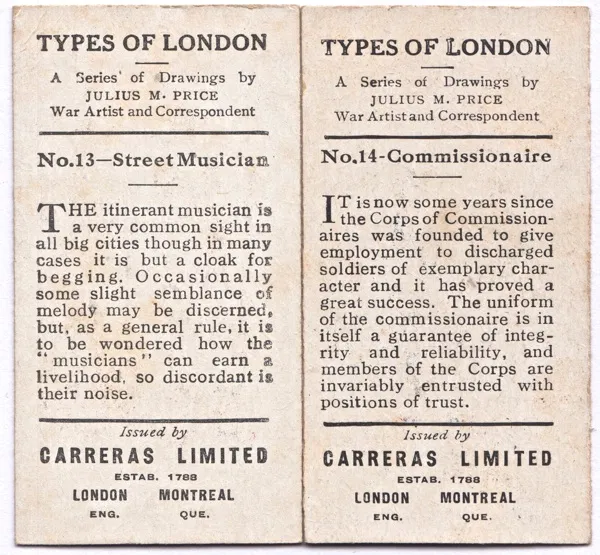 TYPES OF LONDON
A Series of Drawings by
JULIUS M. PRICE
War Artist and Correspondent
No.13—Street Musician
THE itinerant musician is
a very common sight in
all big cities though in many
cases it is but a cloak for
begging. Occasionally
some slight semblance of
melody may be discerned,
but, as a general rule, it is
to be wondered how the
"musicians" can earn a
livelihood, so discordant is
their noise.
Issued by
CARRERAS LIMITED
ESTAB. 1788
LONDON MONTREAL
ENG. QUE.
TYPES OF LONDON
A Series of Drawings by
JULIUS M. PRICE
War Artist and Correspondent
No.14-Commissionaire
IT is now some years since
the Corps of Commission-
aires was founded to give
employment to discharged
soldiers of exemplary char-
acter and it has proved a
great success. The uniform
of the commissionaire is in
itself a guarantee of integ-
rity and reliability, and
members of the Corps are
invariably entrusted with
positions of trust.
Issued by
CARRERAS LIMITED
ESTAB. 1788
LONDON MONTREAL
ENG. QUE.